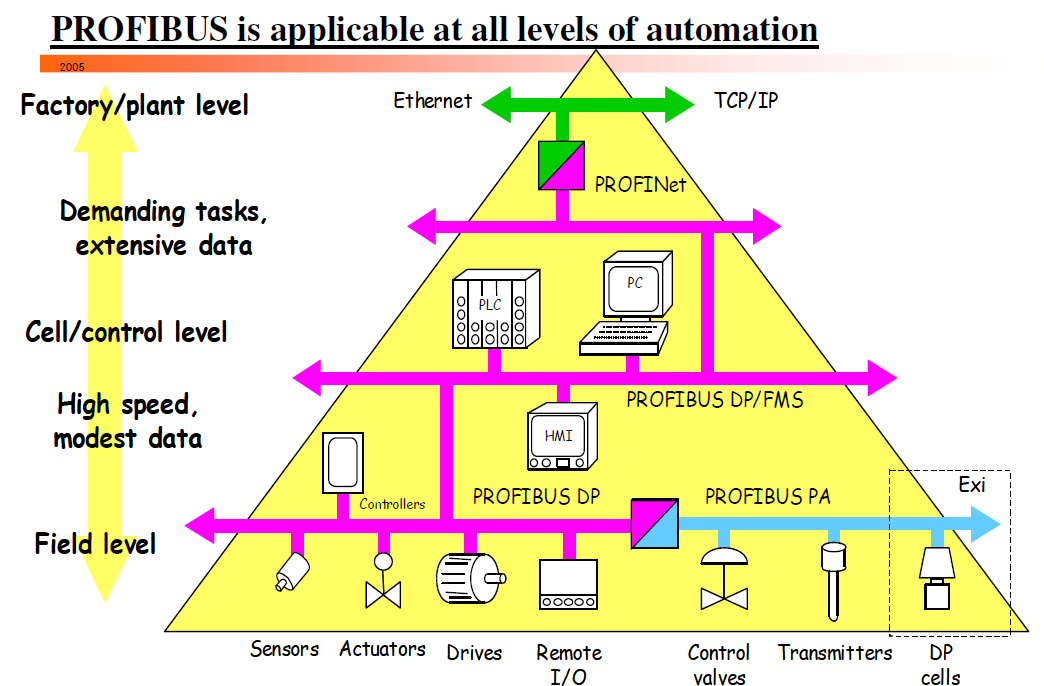 PROFIBUS is applicable at all levels of automation
2005
Factory/plant level
Ethernet
TCP/IP
PROFINet
Demanding tasks,
extensive data
PLC
PC
Cell/control level
PROFIBUS DP/FMS
High speed,
modest data
HMI
Controllers
PROFIBUS DP
PROFIBUS PA
Exi
Field level
Sensors
Actuators
Drives
Remote
I/O
Control
valves
Transmitters
DP
cells